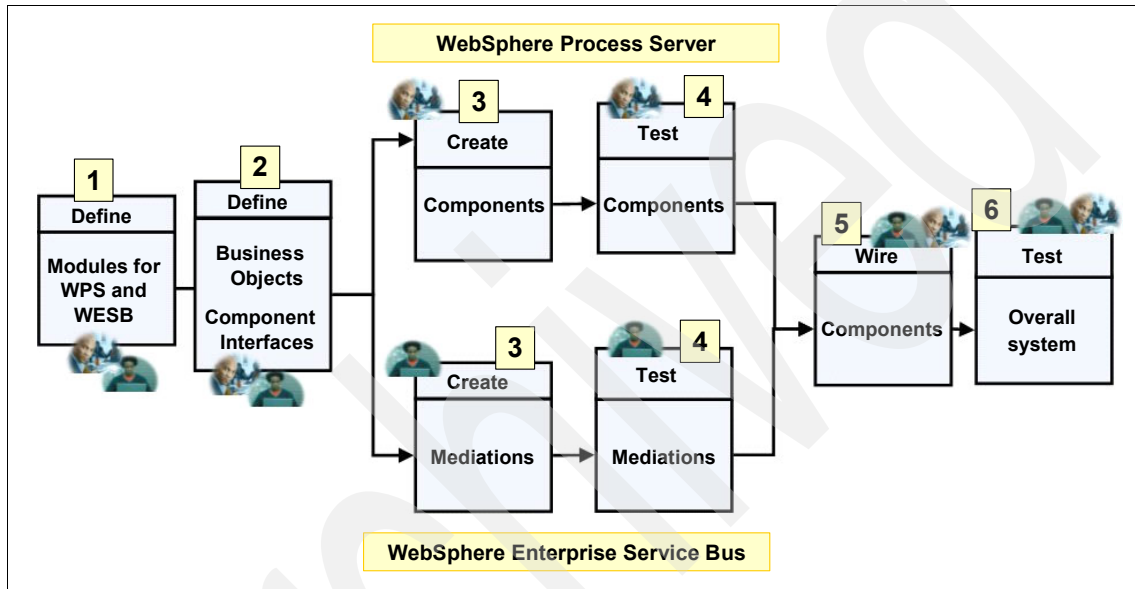 WebSphere Process Server
1
Define
Modules for
WPS and
WESB
2
Define
Business
Objects
Component
Interfaces
3
Create
Components
4
Test
Components
3
Create
Mediations
4
Test
Mediations
5
Wire
Components
6
Test
Overall
system
WebSphere Enterprise Service Bus